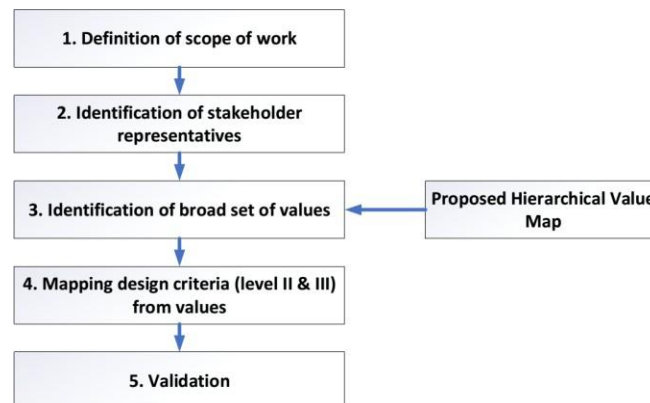 1. Definition of scope of work
2. Identification of stakeholder
representatives
3. Identification of broad set of values
Proposed Hierarchical Value
Map
4. Mapping design criteria (level II & III)
from values
5. Validation